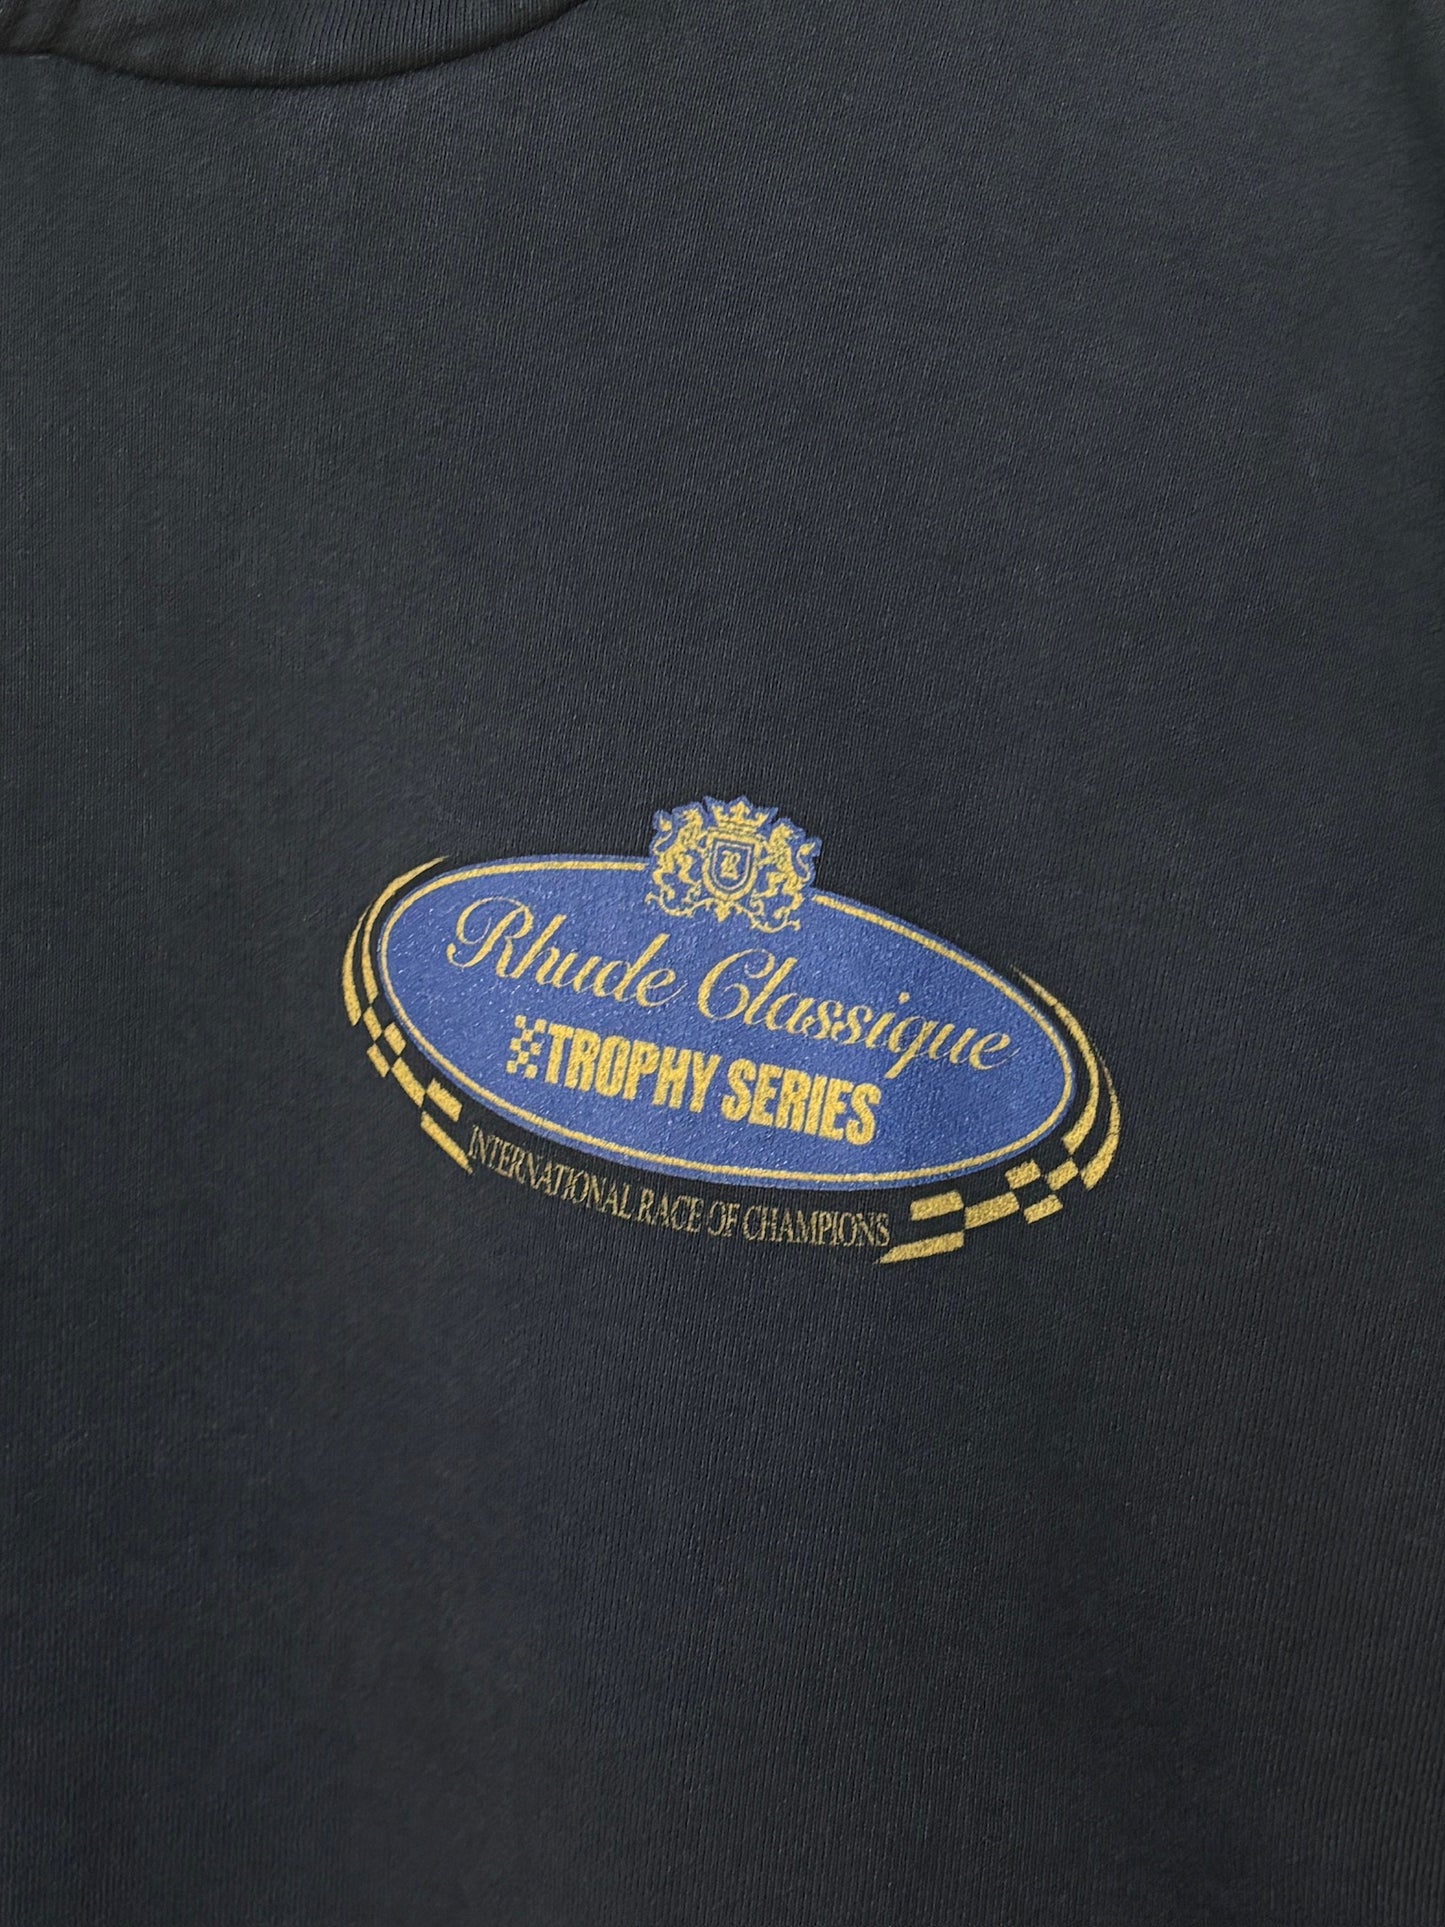 R
Rhude Classique
TROPHY SERIES
INTERNATIONAL RACE OF CHAMPIONS